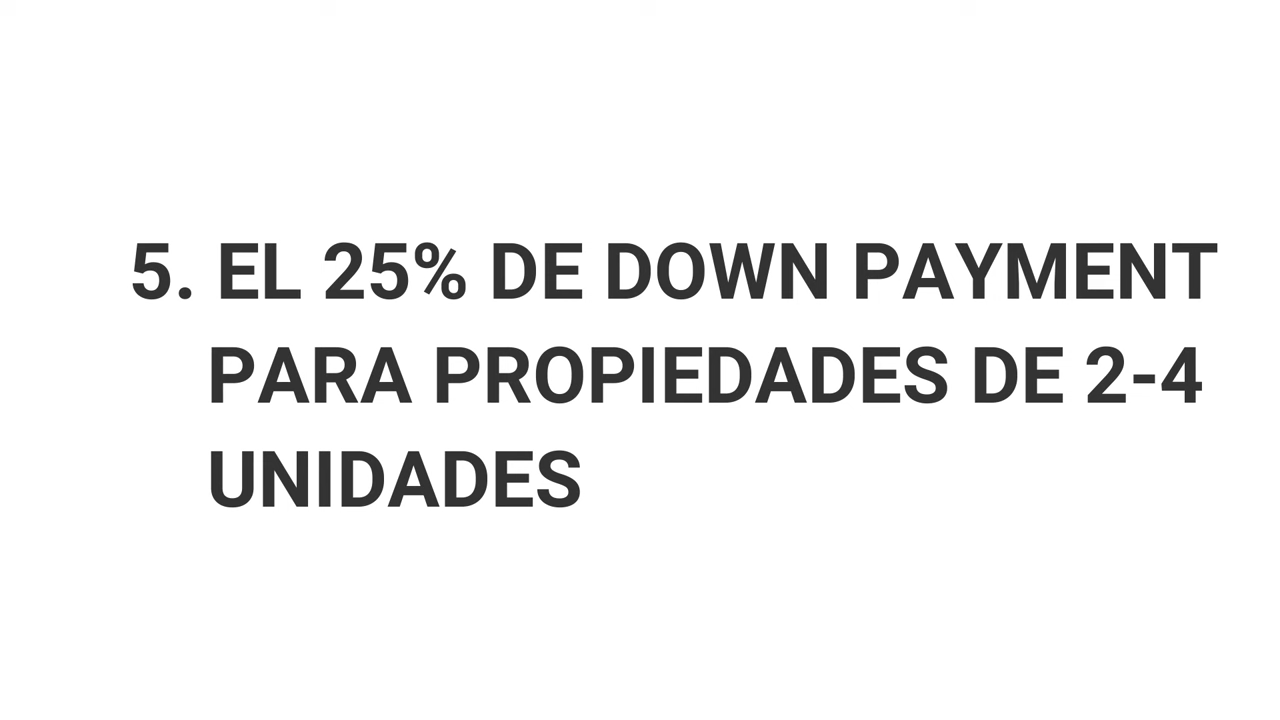 5. EL 25% DE DOWN PAYMENT
PARA PROPIEDADES DE 2-4
UNIDADES